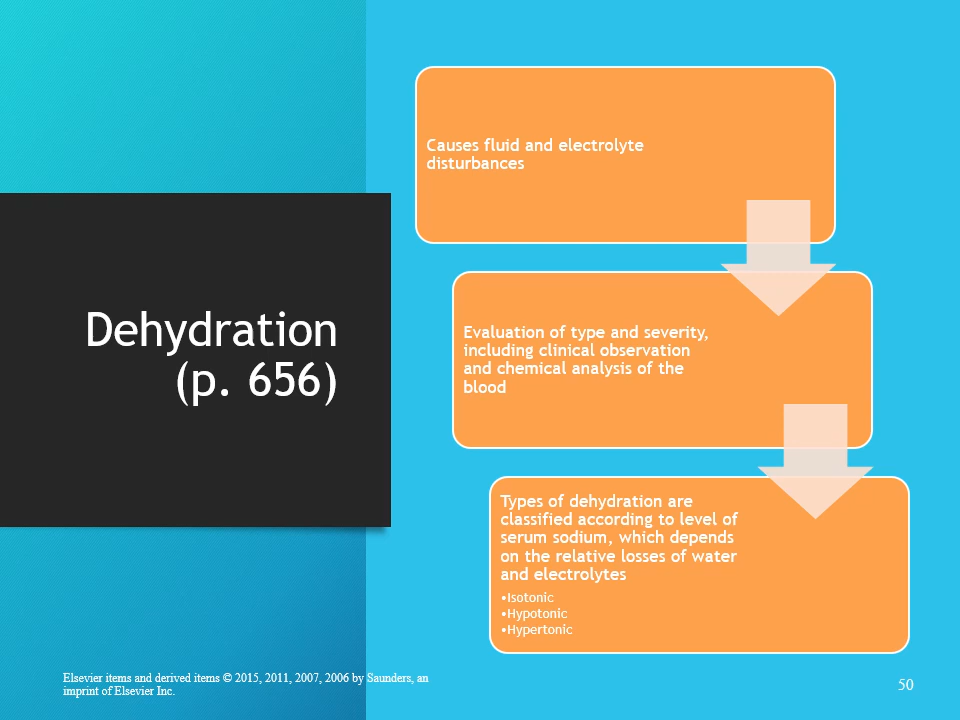 Dehydration
(p. 656)
Causes fluid and electrolyte
disturbances
Evaluation of type and severity,
including clinical observation
and chemical analysis of the
blood
Types of dehydration are
classified according to level of
serum sodium, which depends
on the relative losses of water
and electrolytes
•Isotonic
•Hypotonic
•Hypertonic
Elsevier items and derived items © 2015, 2011, 2007, 2006 by Saunders, an
imprint of Elsevier Inc.
50